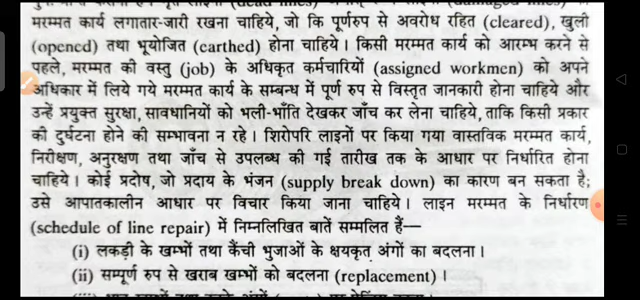 मरम्मत कार्य लगातार-जारी रखना चाहिये, जो कि पूर्णरुप से अवरोध रहित (cleared), खुली
(opened) तथा भूयोजित (earthed) होना चाहिये। किसी मरम्मत कार्य को आरम्भ करने से
पहले, मरम्मत की वस्तु (job) के अधिकृत कर्मचारियों (assigned workmen) को अपने
अधिकार में लिये गये मरम्मत कार्य के सम्बन्ध में पूर्ण रुप से विस्तृत जानकारी होना चाहिये और
उन्हें प्रयुक्त सुरक्षा, सावधानियों को भली-भाँति देखकर जाँच कर लेना चाहिये, ताकि किसी प्रकार
की दुर्घटना होने की सम्भावना न रहे। शिरोपरि लाइनों पर किया गया वास्तविक मरम्मत कार्य,
निरीक्षण, अनुरक्षण तथा जाँच से उपलब्ध की गई तारीख तक के आधार पर निर्धारित होना
चाहिये। कोई प्रदोष, जो प्रदाय के भंजन (supply break down) का कारण बन सकता है;
उसे आपातकालीन आधार पर विचार किया जाना चाहिये। लाइन मरम्मत के निर्धारण
(schedule of line repair) में निम्नलिखित बातें सम्मलित हैं—
(i) लकड़ी के खम्भों तथा कैंची भुजाओं के क्षयकृत अंगों का बदलना।
(ii) सम्पूर्ण रुप से खराब खम्भों को बदलना (replacement)।